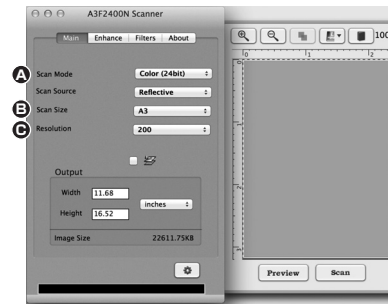 A3F2400N Scanner
Main Enhance Filters About
A Scan Mode Color (24bit)
Scan Source Reflective
B Scan Size A3
C Resolution 200
Output
Width 11.68
inches
Height 16.52
Image Size 22611.75KB
100
0 1 2
Preview Scan